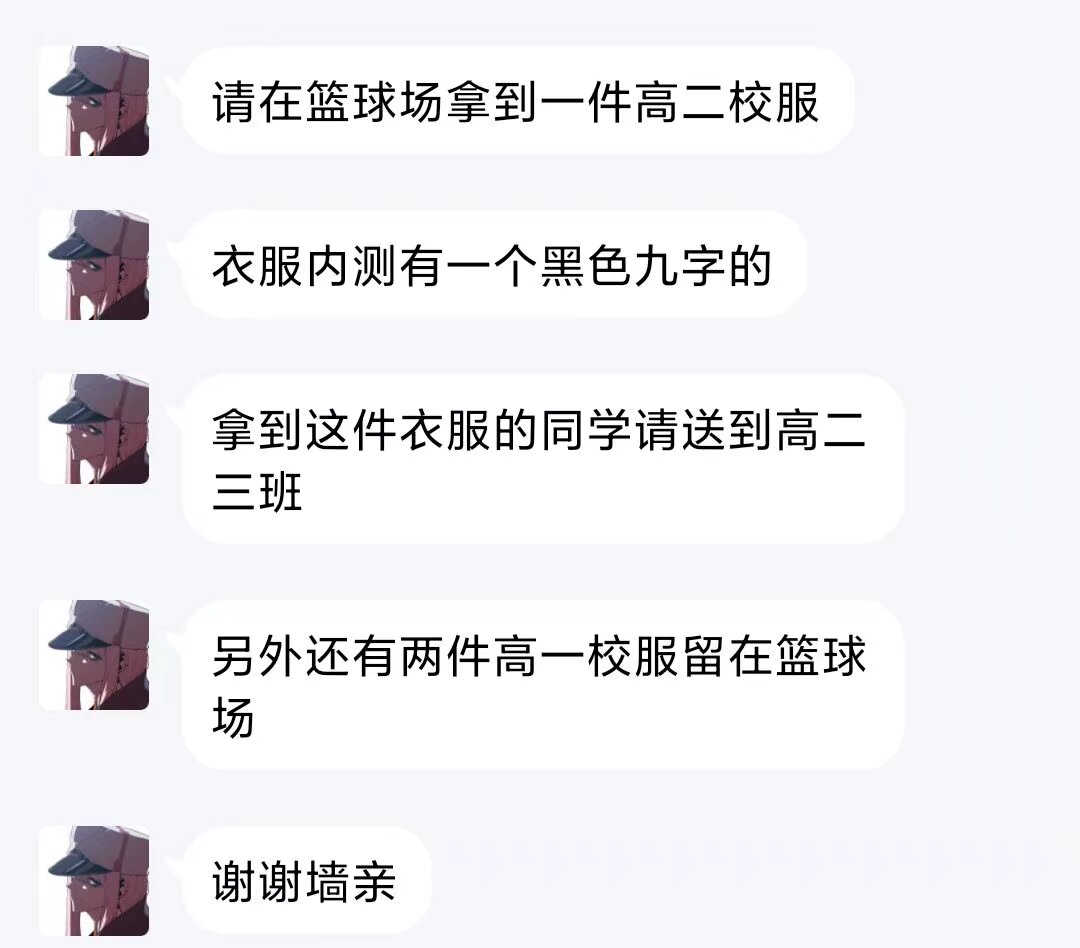 请在篮球场拿到一件高二校服
衣服内测有一个黑色九字的
拿到这件衣服的同学请送到高二
三班
另外还有两件高一校服留在篮球
场
谢谢墙亲